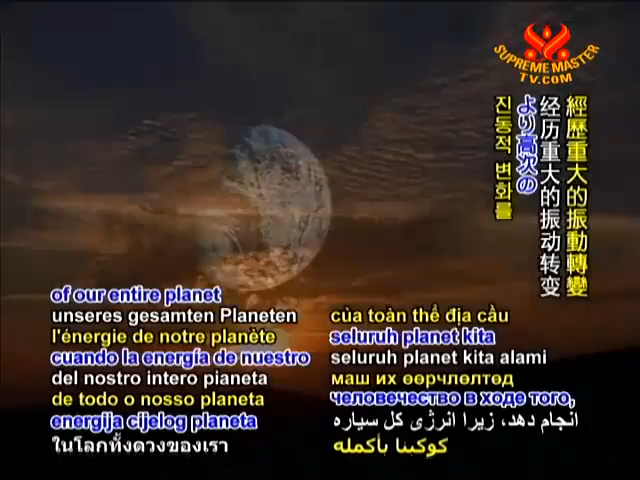 SUPREME MASTER
TV.COM
經歷重大的振動轉變
经历重大的振动转变
より高次の
진동적 변화를
of our entire planet
unseres gesamten Planeten
l'énergie de notre planète
cuando la energía de nuestro
del nostro intero pianeta
de todo o nosso planeta
energija cijelog planeta
ในโลกทั้งดวงของเรา
của toàn thể địa cầu
seluruh planet kita
seluruh planet kita alami
маш их өөрчлөлтөд
человечество в ходе того,
انجام دهد، زیرا انرژی کل سیاره
كوكبنا بأكمله